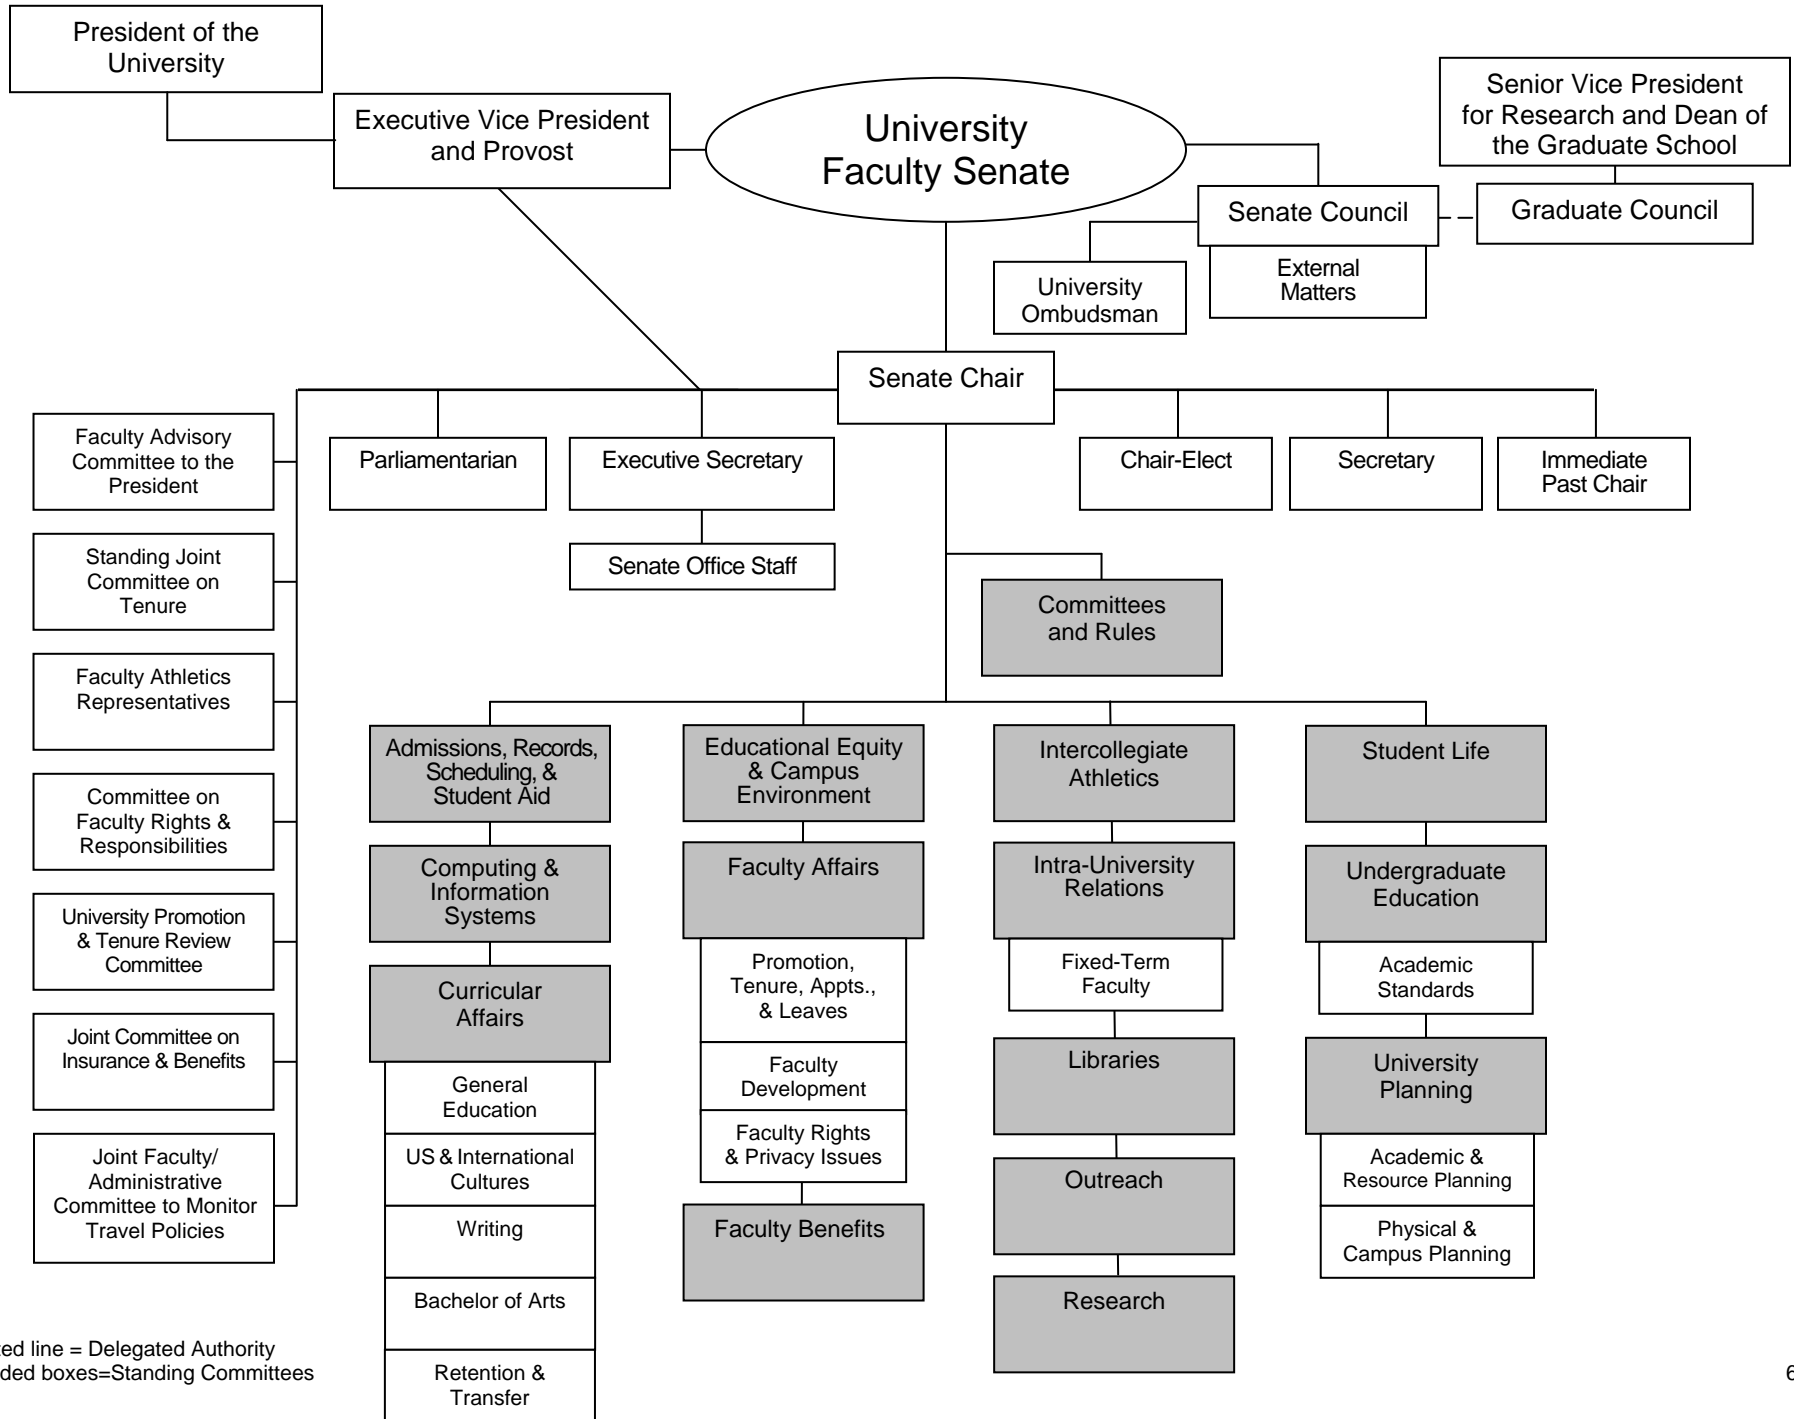 President of the
University
Executive Vice President
and Provost
University
Faculty Senate
Senior Vice President
for Research and Dean of
the Graduate School
Senate Council
Graduate Council
External
Matters
University
Ombudsman
Senate Chair
Faculty Advisory
Committee to the
President
Parliamentarian
Executive Secretary
Chair-Elect
Secretary
Immediate
Past Chair
Standing Joint
Committee on
Tenure
Senate Office Staff
Committees
and Rules
Faculty Athletics
Representatives
Committee on
Faculty Rights &
Responsibilities
University Promotion
& Tenure Review
Committee
Joint Committee on
Insurance & Benefits
Joint Faculty/
Administrative
Committee to Monitor
Travel Policies
Admissions, Records,
Scheduling, &
Student Aid
Computing &
Information
Systems
Curricular
Affairs
General
Education
US & International
Cultures
Writing
Bachelor of Arts
Retention &
Transfer
Educational Equity
& Campus
Environment
Faculty Affairs
Promotion,
Tenure, Appts.,
& Leaves
Faculty
Development
Faculty Rights
& Privacy Issues
Faculty Benefits
Intercollegiate
Athletics
Intra-University
Relations
Fixed-Term
Faculty
Libraries
Outreach
Research
Student Life
Undergraduate
Education
Academic
Standards
University
Planning
Academic &
Resource Planning
Physical &
Campus Planning
line = Delegated Authority
boxes=Standing Committees